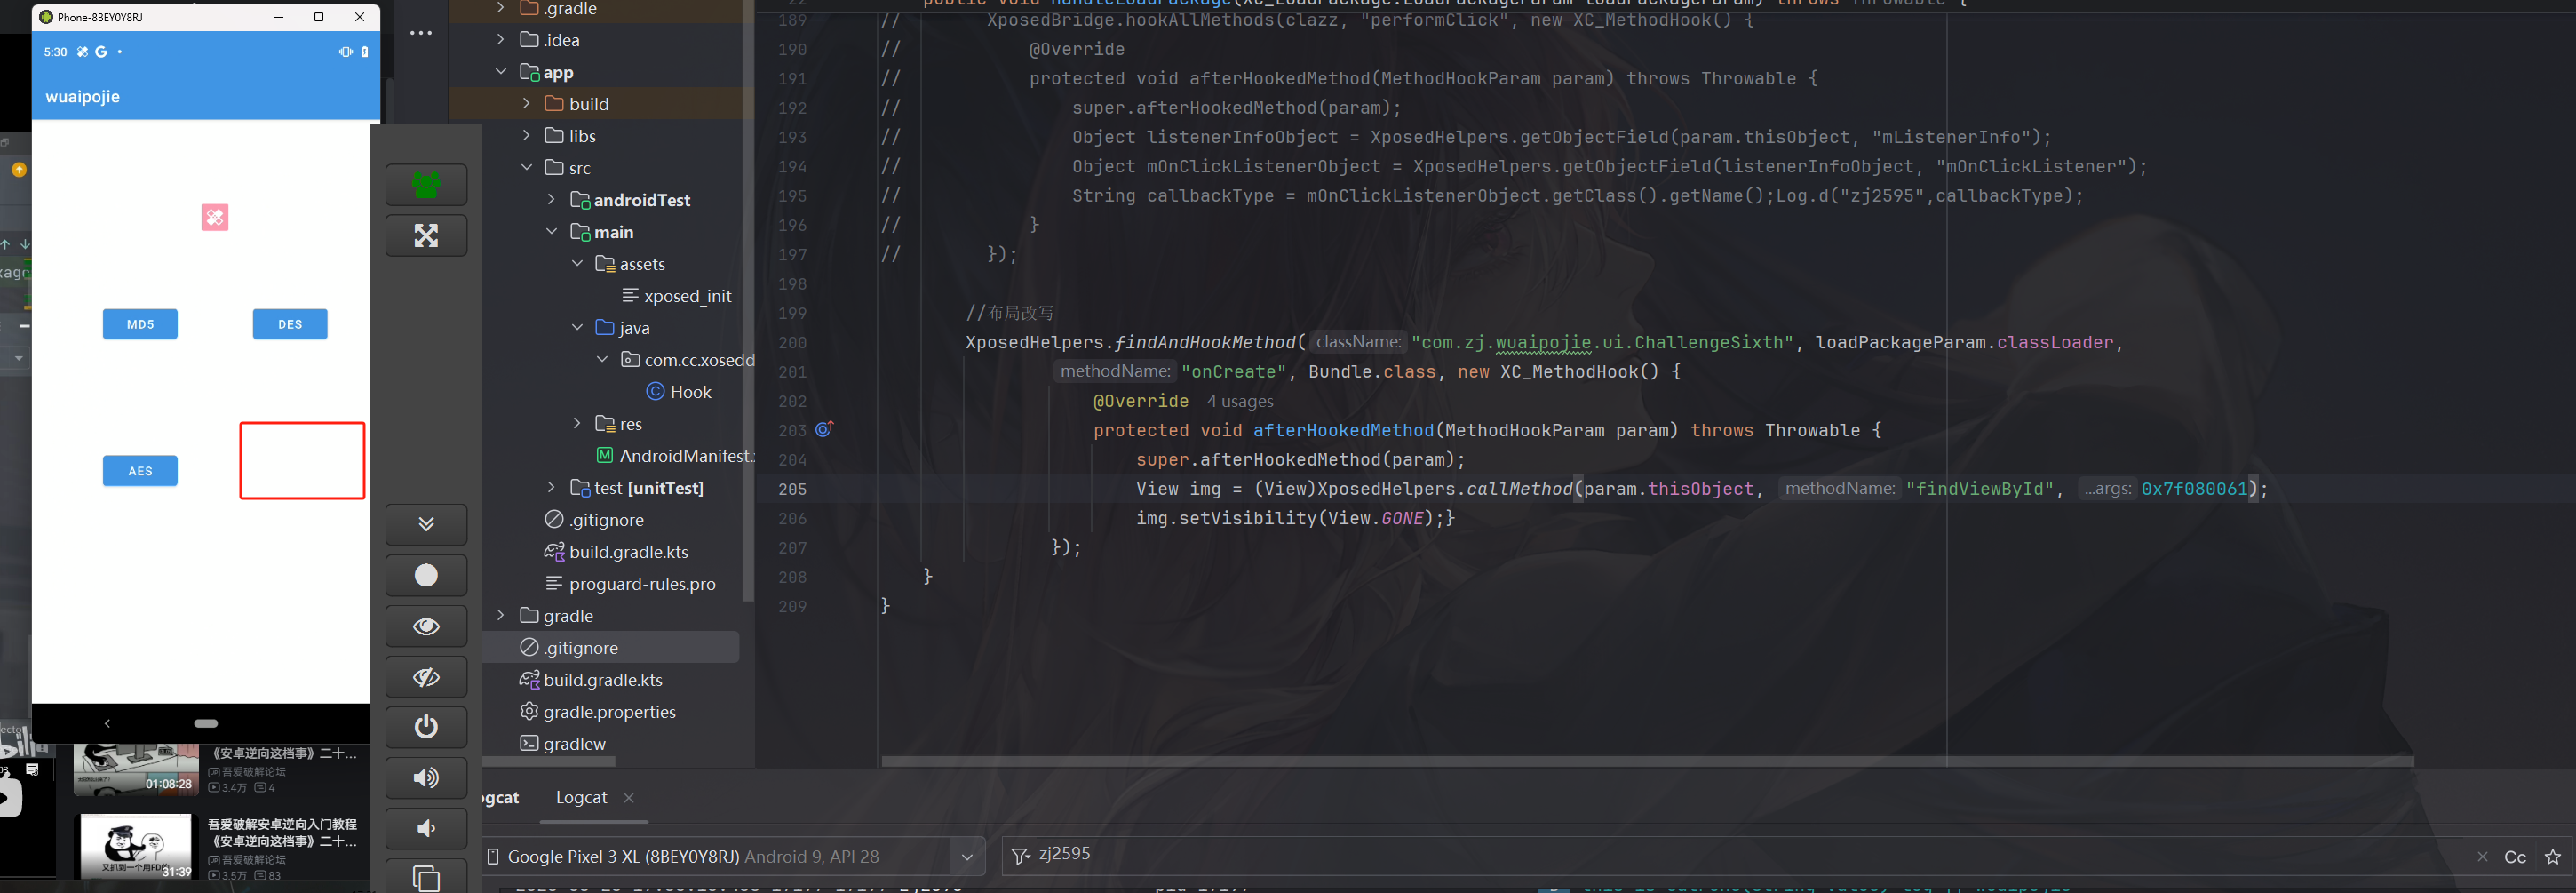 Phone-8BEY0Y8RJ
5:30
wuaipojie
MD5
DES
AES
《安卓逆向这档事》二十...
吾爱破解论坛
01:08:28
3.4万 4
吾爱破解安卓逆向入门教程
《安卓逆向这档事》二十...
吾爱破解论坛
31:39
3.5万 83
.gradle
.idea
app
build
libs
src
androidTest
main
assets
xposed_init
java
com.cc.xosedd
Hook
res
AndroidManifest.
test [unitTest]
.gitignore
build.gradle.kts
proguard-rules.pro
gradle
.gitignore
build.gradle.kts
gradle.properties
gradlew
189 // XposedBridge.hookAllMethods(clazz, "performClick", new XC_MethodHook() {
190 // @Override
191 // protected void afterHookedMethod(MethodHookParam param) throws Throwable {
192 // super.afterHookedMethod(param);
193 // Object listenerInfoObject = XposedHelpers.getObjectField(param.thisObject, "mListenerInfo");
194 // Object mOnClickListenerObject = XposedHelpers.getObjectField(listenerInfoObject, "mOnClickListener");
195 // String callbackType = mOnClickListenerObject.getClass().getName();Log.d("zj2595",callbackType);
196 // }
197 // });
198
199 //布局改写
200 XposedHelpers.findAndHookMethod( className: "com.zj.wuaipojie.ui.ChallengeSixth", loadPackageParam.classLoader,
201 methodName: "onCreate", Bundle.class, new XC_MethodHook() {
202 @Override 4 usages
203 protected void afterHookedMethod(MethodHookParam param) throws Throwable {
204 super.afterHookedMethod(param);
205 View img = (View)XposedHelpers.callMethod(param.thisObject, methodName: "findViewById", ...args: 0x7f080061);
206 img.setVisibility(View.GONE);}
207 });
208 }
209 }
ogcat Logcat
Google Pixel 3 XL (8BEY0Y8RJ) Android 9, API 28
zj2595
Cc